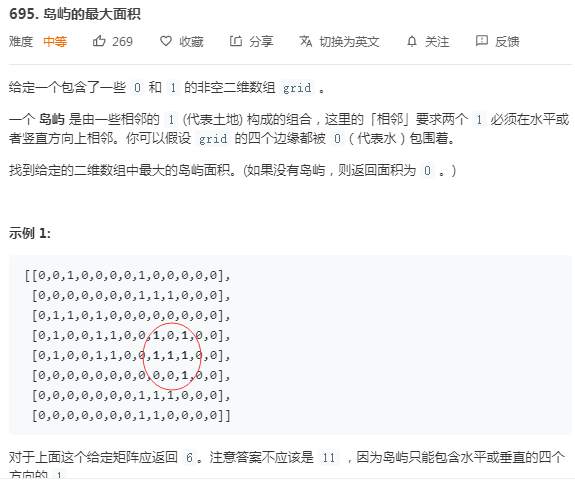 695. 岛屿的最大面积
难度 中等 269 收藏 分享 切换为英文 关注 反馈
给定一个包含了一些 0 和 1 的非空二维数组 grid 。
一个 岛屿 是由一些相邻的 1 (代表土地) 构成的组合，这里的「相邻」要求两个 1 必须在水平或
者竖直方向上相邻。你可以假设 grid 的四个边缘都被 0（代表水）包围着。
找到给定的二维数组中最大的岛屿面积。(如果没有岛屿，则返回面积为 0 。)
示例 1:
[[0,0,1,0,0,0,0,1,0,0,0,0,0],
[0,0,0,0,0,0,0,1,1,1,0,0,0],
[0,1,1,0,1,0,0,0,0,0,0,0,0],
[0,1,0,0,1,1,0,0,1,0,1,0,0],
[0,1,0,0,1,1,0,0,1,1,1,0,0],
[0,0,0,0,0,0,0,0,0,0,1,0,0],
[0,0,0,0,0,0,0,1,1,1,0,0,0],
[0,0,0,0,0,0,0,1,1,0,0,0,0]]
对于上面这个给定矩阵应返回 6 。注意答案不应该是 11 ，因为岛屿只能包含水平或垂直的四个
方向的 1